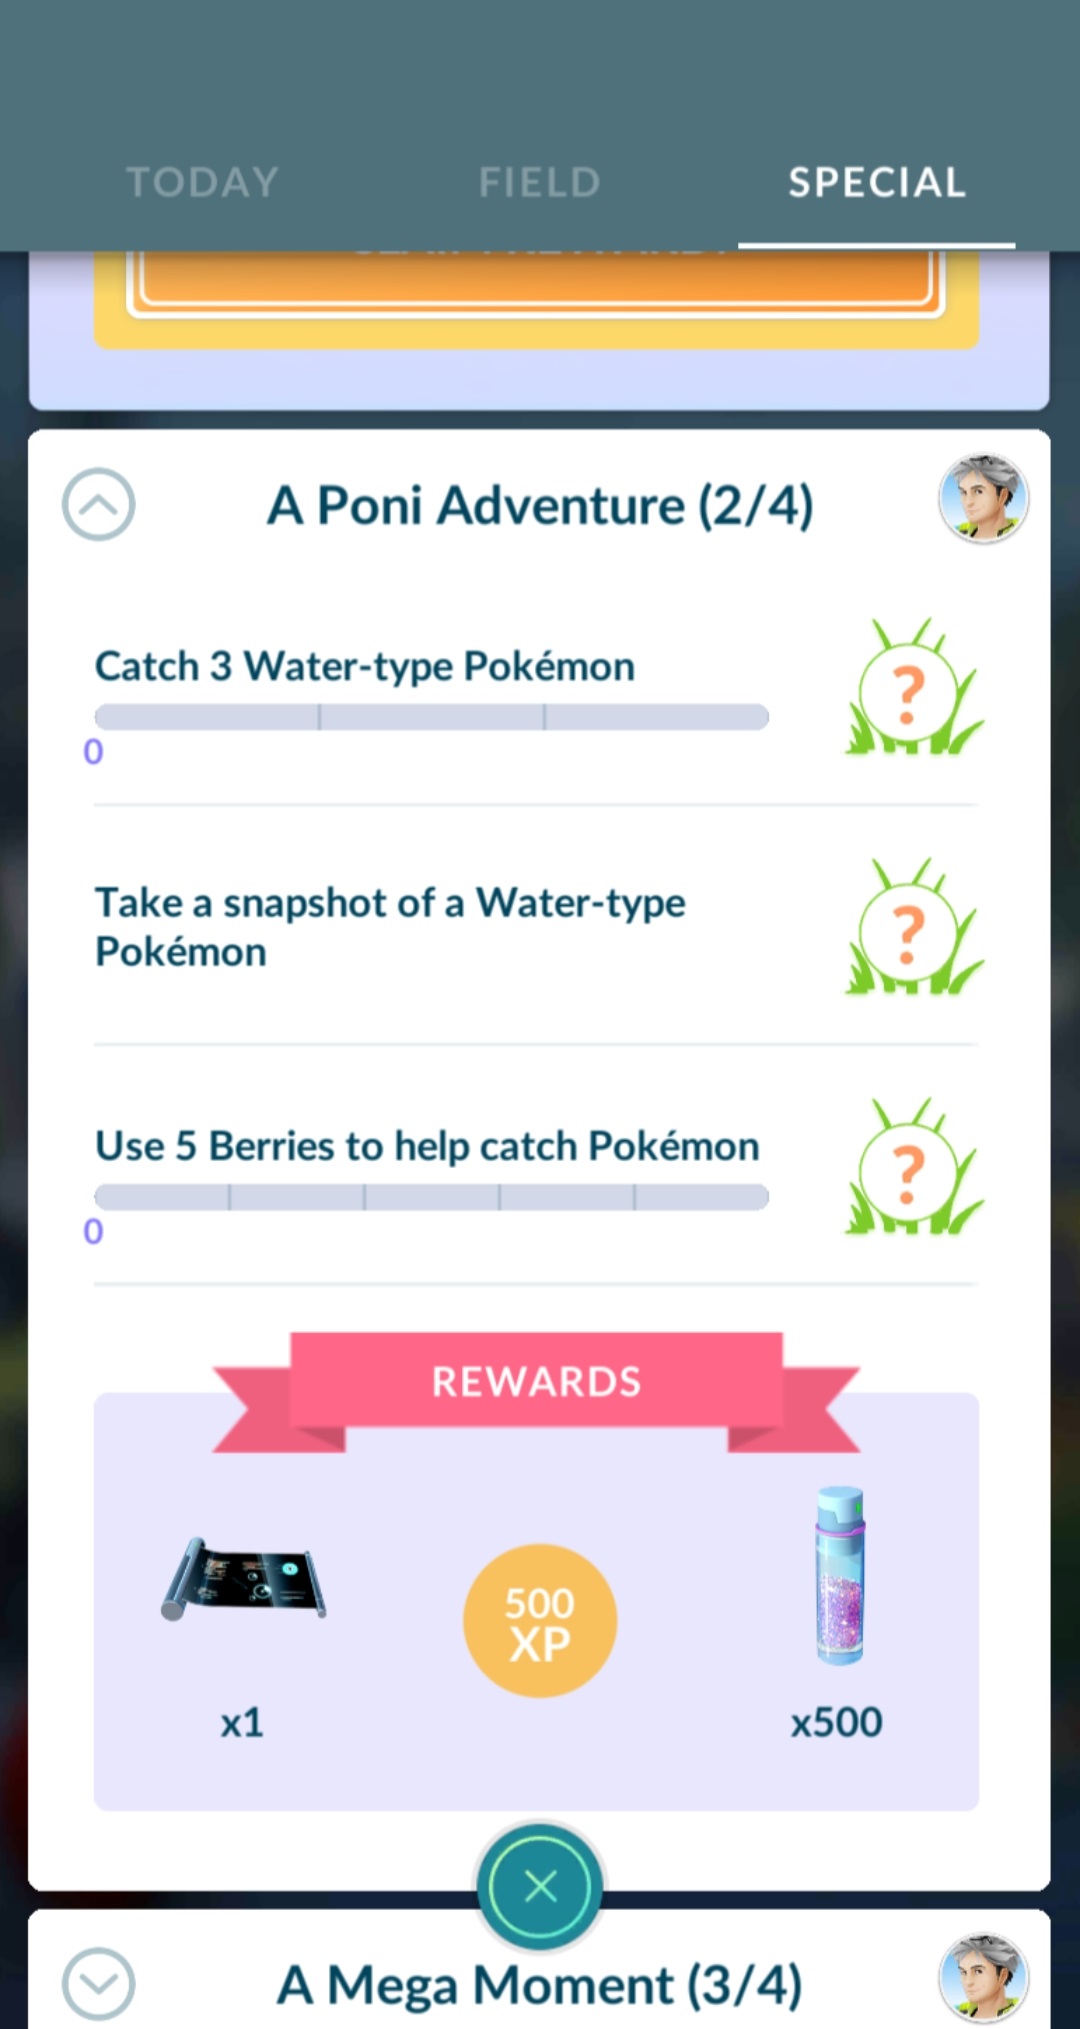 TODAY
FIELD
SPECIAL
A Poni Adventure (2/4)
Catch 3 Water-type Pokémon
?
0
Take a snapshot of a Water-type
Pokémon
?
Use 5 Berries to help catch Pokémon
?
0
REWARDS
500
XP
x1
x500
A Mega Moment (3/4)